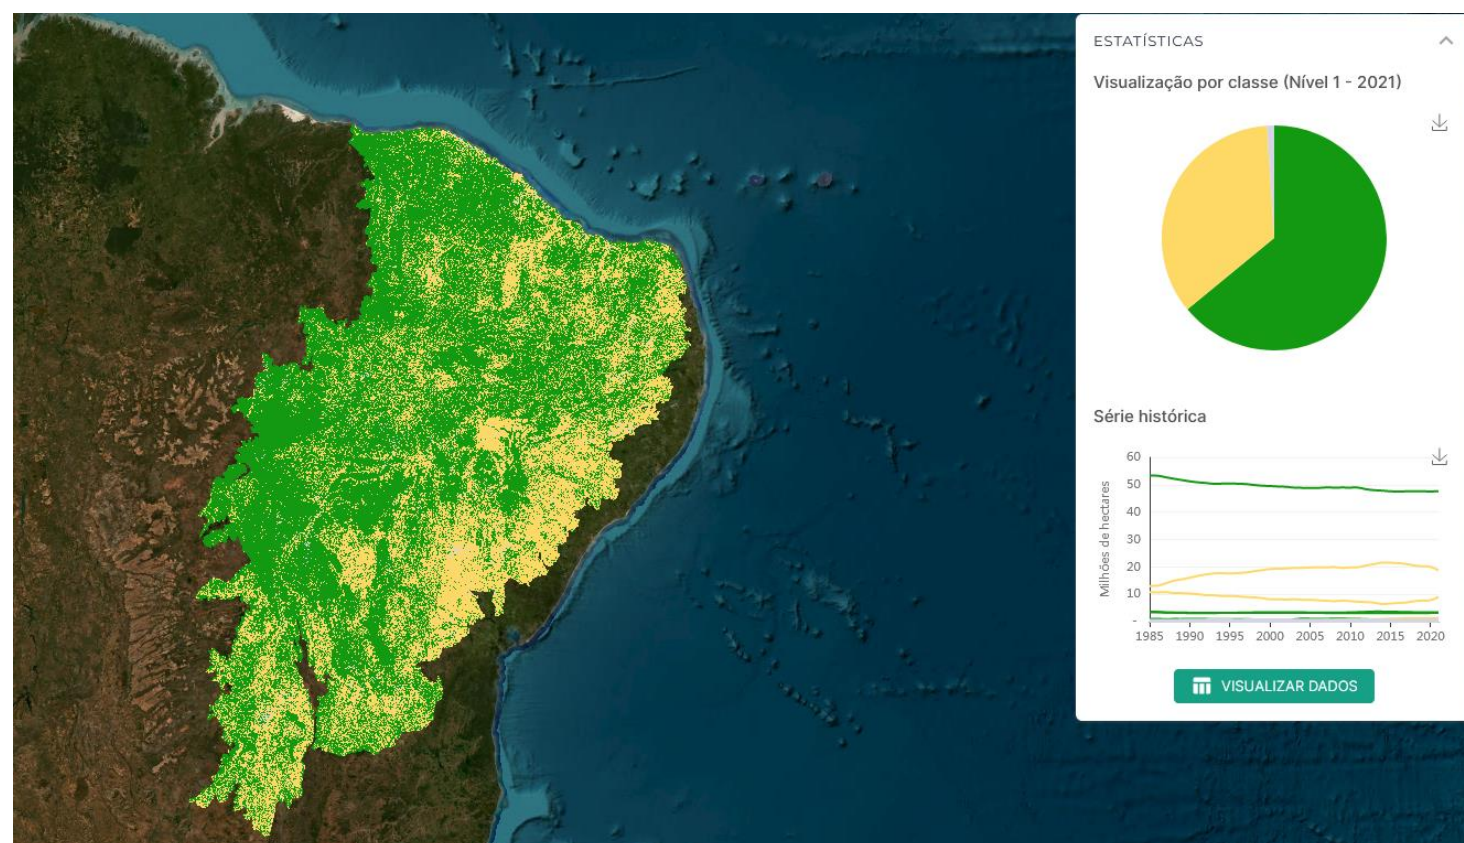 ESTATÍSTICAS
Visualização por classe (Nível 1 - 2021)
Série histórica
Milhões de hectares
60
50
40
30
20
10
-
1985 1990 1995 2000 2005 2010 2015 2020
VISUALIZAR DADOS